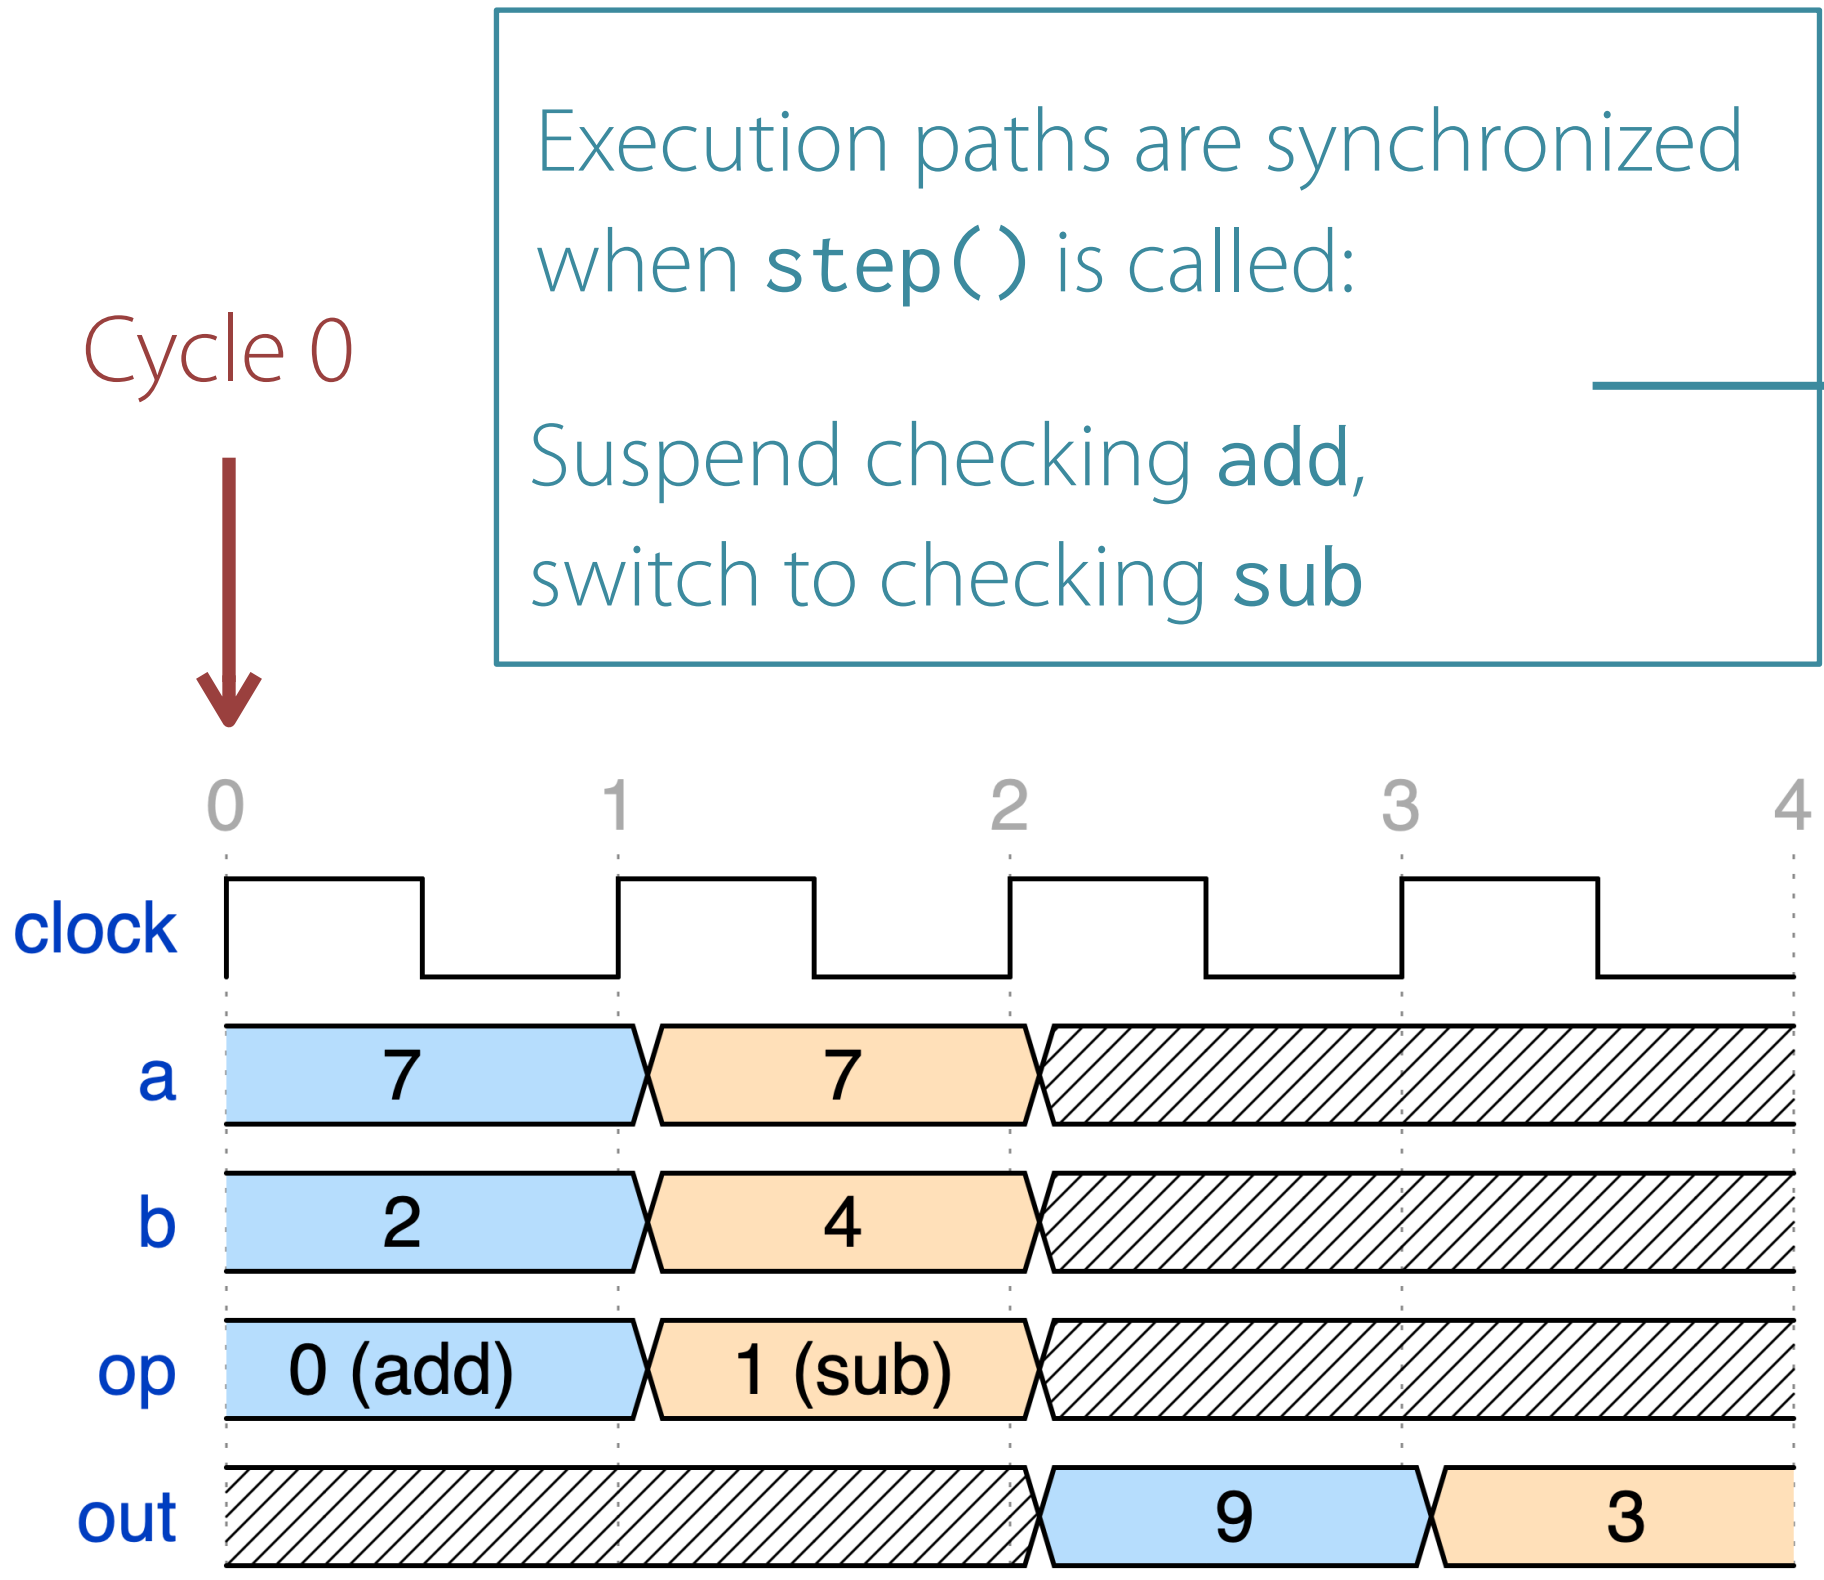 Execution paths are synchronized
when step() is called:
Cycle 0
Suspend checking add,
switch to checking sub
0 1 2 3 4
clock
a 7 7
b 2 4
op 0 (add) 1 (sub)
out 9 3